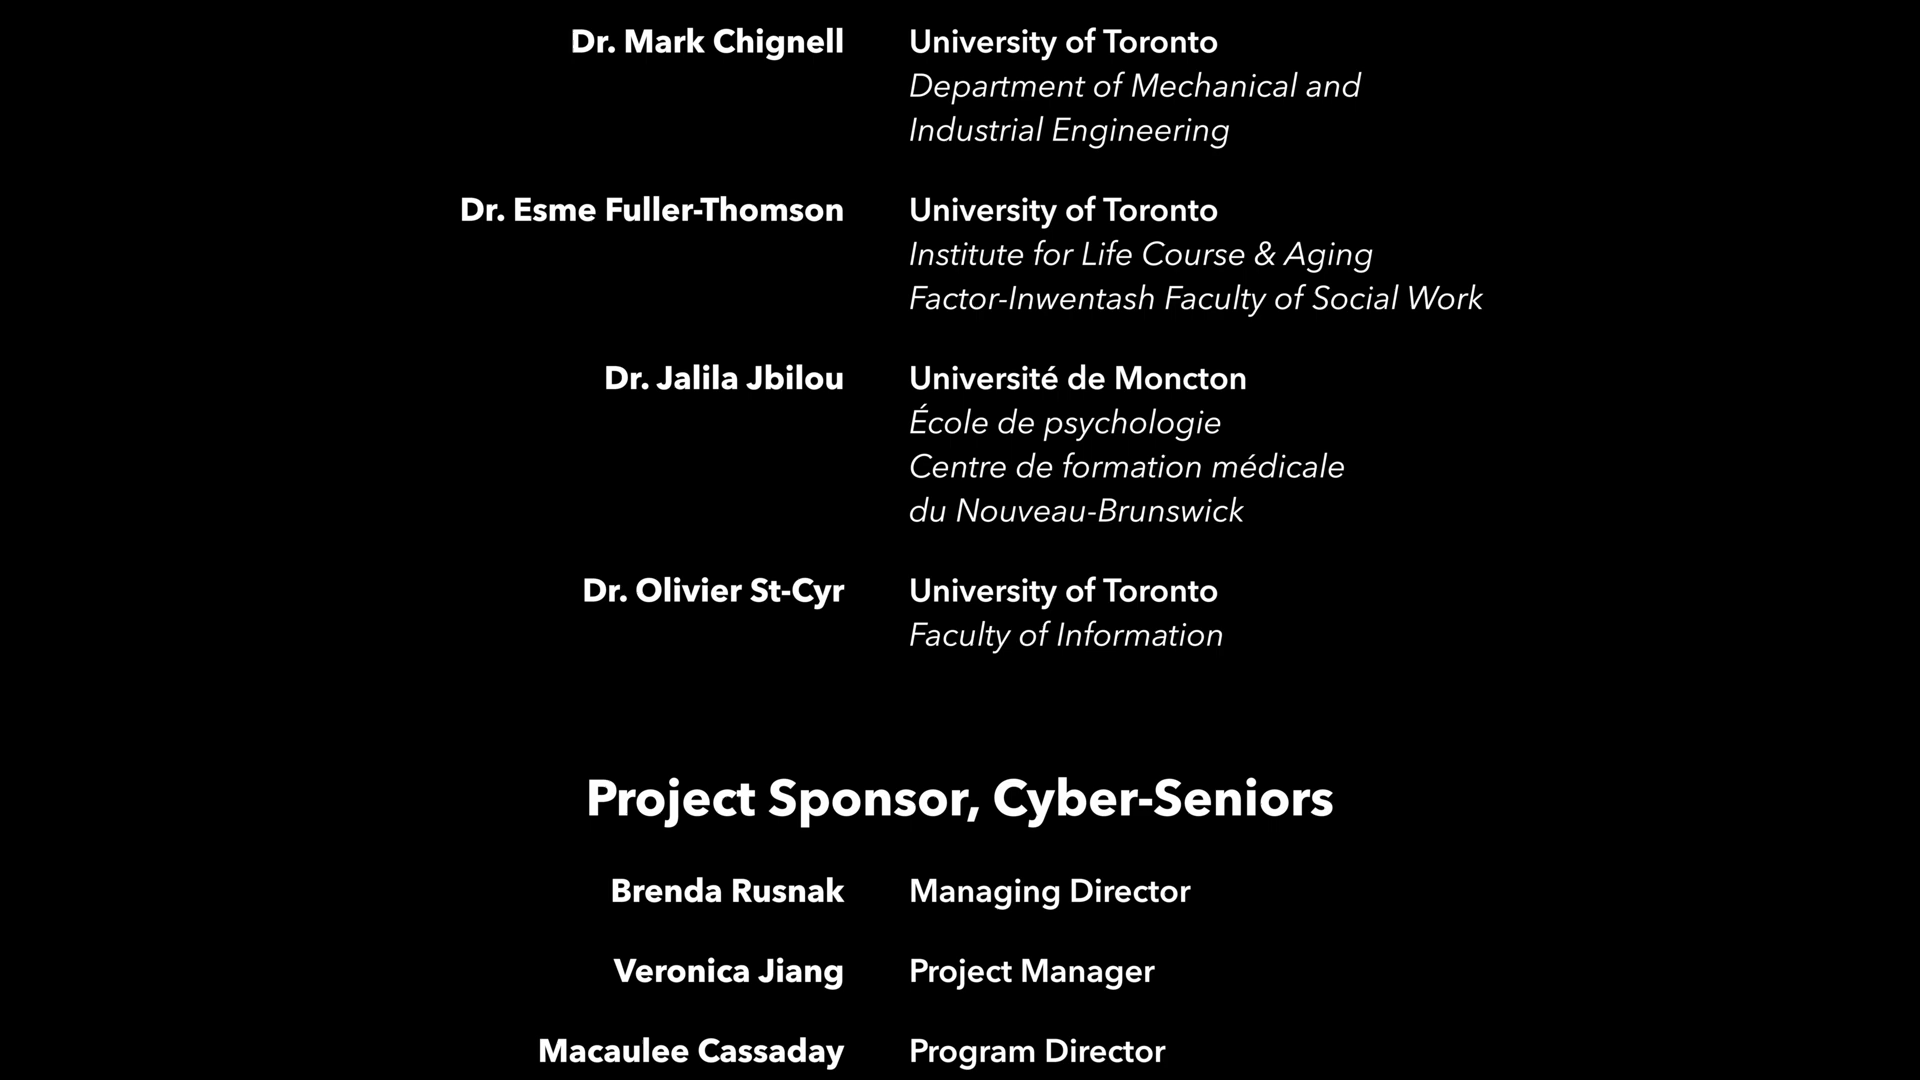 Dr. Mark Chignell University of Toronto
Department of Mechanical and
Industrial Engineering
Dr. Esme Fuller-Thomson University of Toronto
Institute for Life Course & Aging
Factor-Inwentash Faculty of Social Work
Dr. Jalila Jbilou Université de Moncton
École de psychologie
Centre de formation médicale
du Nouveau-Brunswick
Dr. Olivier St-Cyr University of Toronto
Faculty of Information
Project Sponsor, Cyber-Seniors
Brenda Rusnak Managing Director
Veronica Jiang Project Manager
Macaulee Cassaday Program Director